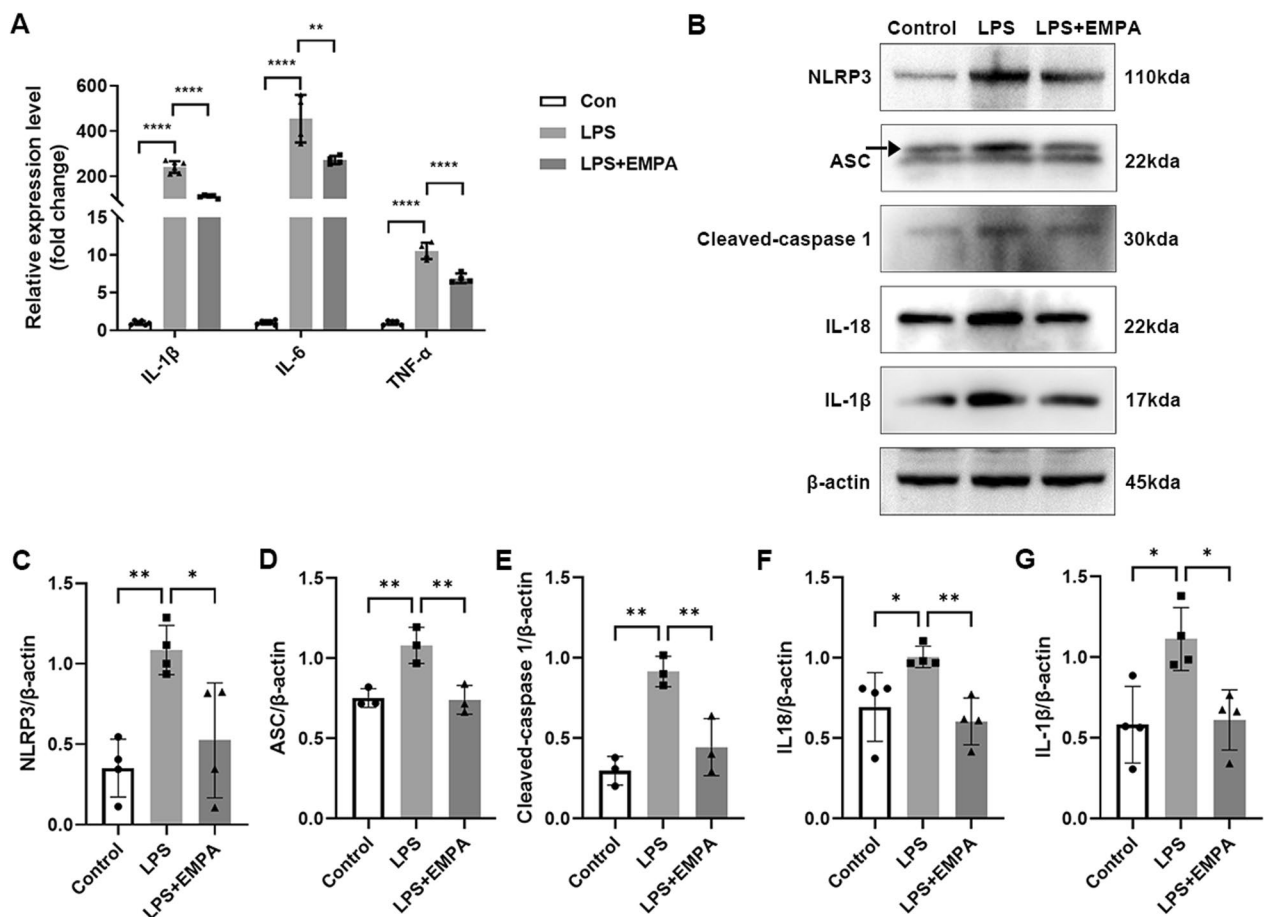 A
Relative expression level
(fold change)
600
400
200
15
10
5
0
****
****
****
**
****
****
IL-1β
IL-6
TNF-α
Con
LPS
LPS+EMPA
B
Control LPS LPS+EMPA
NLRP3 110kda
ASC 22kda
Cleaved-caspase 1 30kda
IL-18 22kda
IL-1β 17kda
β-actin 45kda
C
NLRP3/β-actin
1.5
1.0
0.5
0.0
** *
Control
LPS
LPS+EMPA
D
ASC/β-actin
1.5
1.0
0.5
0.0
** **
Control
LPS
LPS+EMPA
E
Cleaved-caspase 1/β-actin
1.5
1.0
0.5
0.0
** **
Control
LPS
LPS+EMPA
F
IL18/β-actin
1.5
1.0
0.5
0.0
* **
Control
LPS
LPS+EMPA
G
IL-1β/β-actin
1.5
1.0
0.5
0.0
* *
Control
LPS
LPS+EMPA